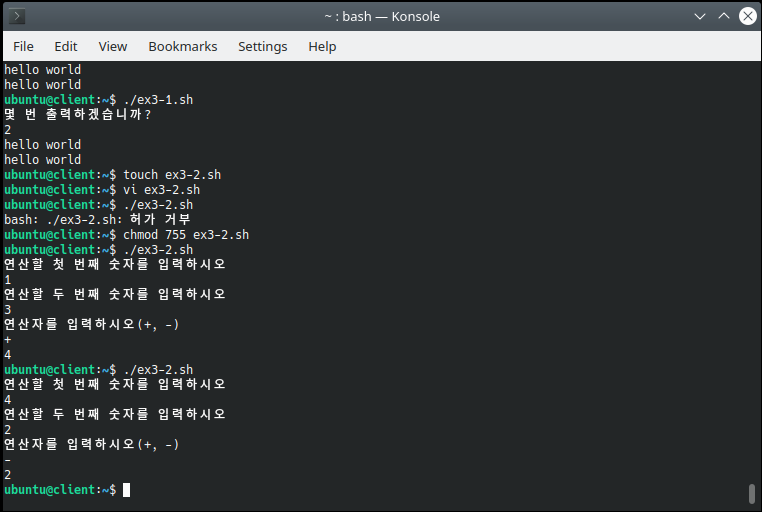 ~ : bash — Konsole
File Edit View Bookmarks Settings Help
hello world
hello world
ubuntu@client:~$ ./ex3-1.sh
몇 번 출력하겠습니까?
2
hello world
hello world
ubuntu@client:~$ touch ex3-2.sh
ubuntu@client:~$ vi ex3-2.sh
ubuntu@client:~$ ./ex3-2.sh
bash: ./ex3-2.sh: 허가 거부
ubuntu@client:~$ chmod 755 ex3-2.sh
ubuntu@client:~$ ./ex3-2.sh
연산할 첫 번째 숫자를 입력하시오
1
연산할 두 번째 숫자를 입력하시오
3
연산자를 입력하시오(+, -)
+
4
ubuntu@client:~$ ./ex3-2.sh
연산할 첫 번째 숫자를 입력하시오
4
연산할 두 번째 숫자를 입력하시오
2
연산자를 입력하시오(+, -)
-
2
ubuntu@client:~$